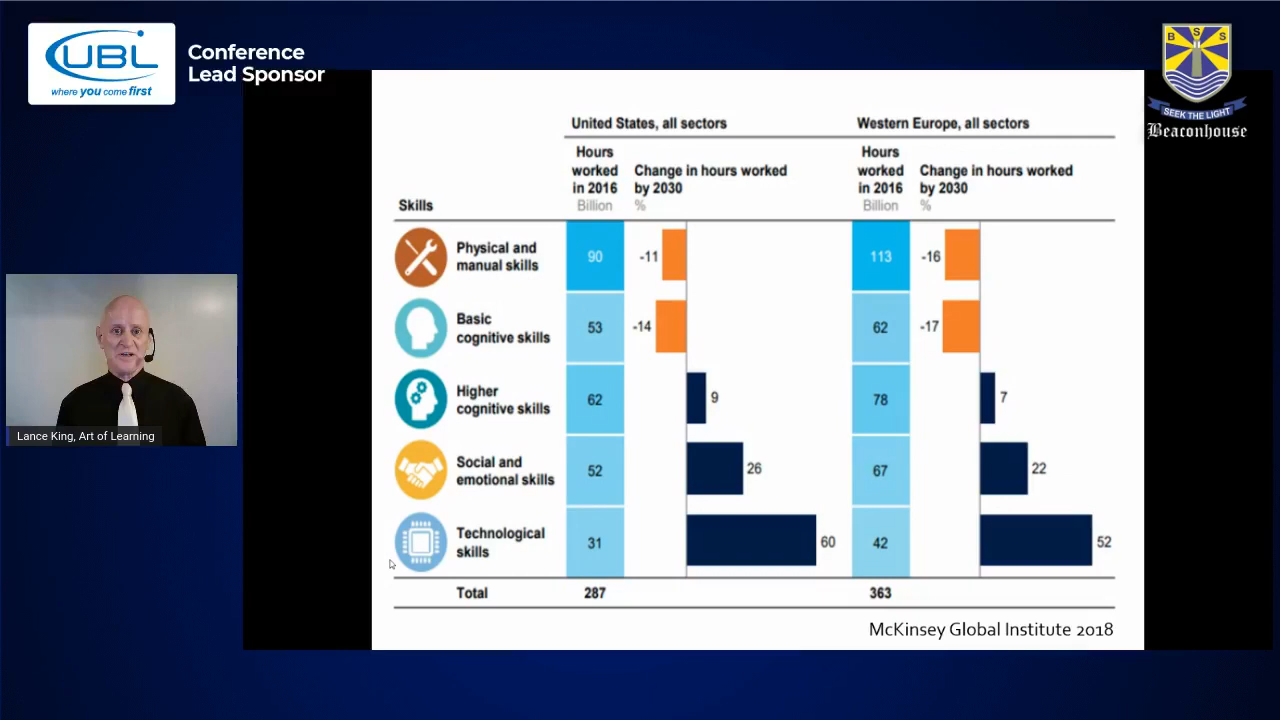 UBL
where you come first
Conference
Lead Sponsor
B S S
SEEK THE LIGHT
Beaconhouse
United States, all sectors
Western Europe, all sectors
Skills
Hours
worked
in 2016
Billion
Change in hours worked
by 2030
%
Hours
worked
in 2016
Billion
Change in hours worked
by 2030
%
Physical and
manual skills
90
-11
113
-16
Basic
cognitive skills
53
-14
62
-17
Higher
cognitive skills
62
9
78
7
Social and
emotional skills
52
26
67
22
Technological
skills
31
60
42
52
Total
287
363
McKinsey Global Institute 2018
Lance King, Art of Learning